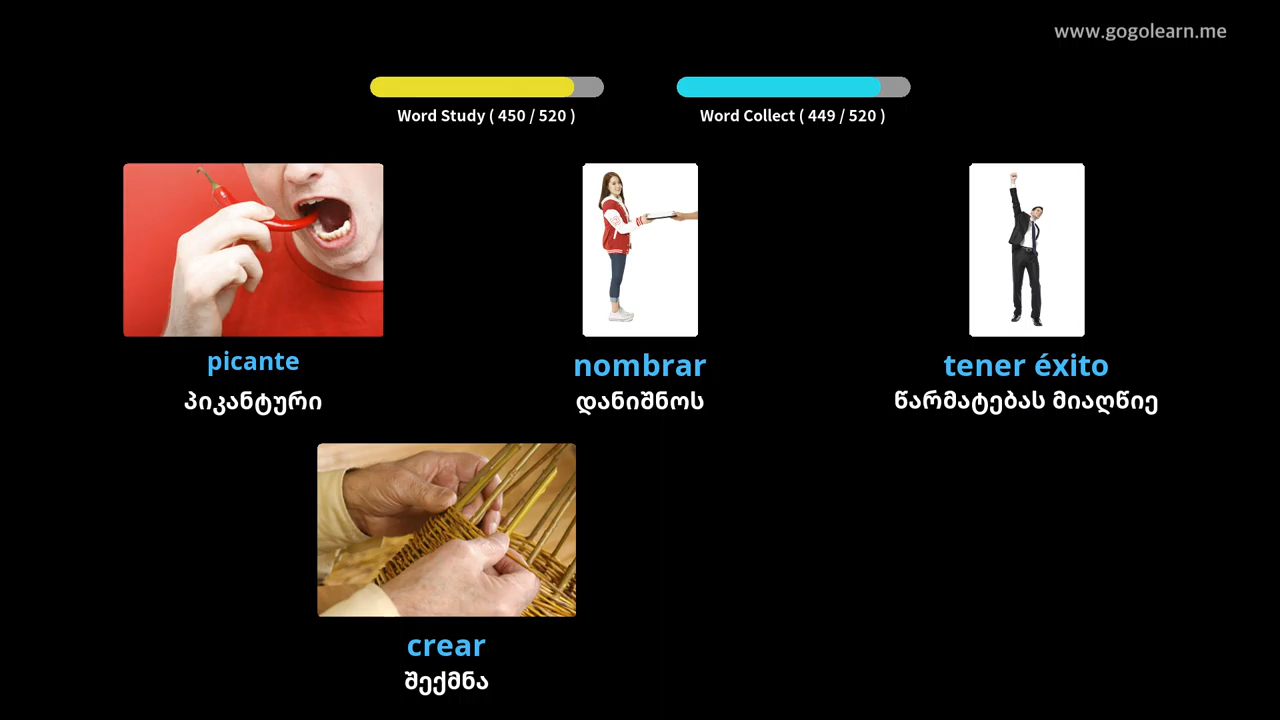 www.gogolearn.me
Word Study ( 450 / 520 )
Word Collect ( 449 / 520 )
picante
პიკანტური
nombrar
დანიშნოს
tener éxito
წარმატებას მიაღწიე
crear
შექმნა